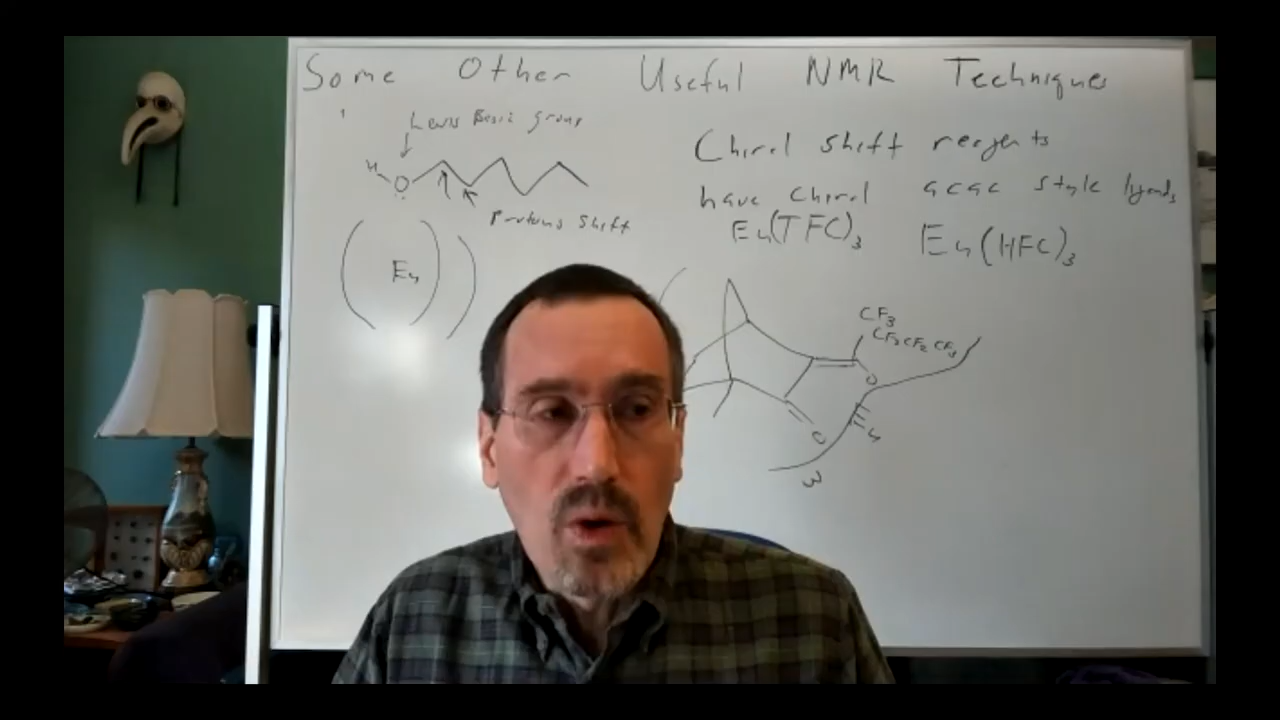 Some Other Useful NMR Techniques
Lewis Basic group
H
O
Protons Shift
Eu
Chiral shift reagents
have chiral acac style ligands
Eu(TFC)3 Eu(HFC)3
CF3
CF2CF2CF3
O
Eu
O
3